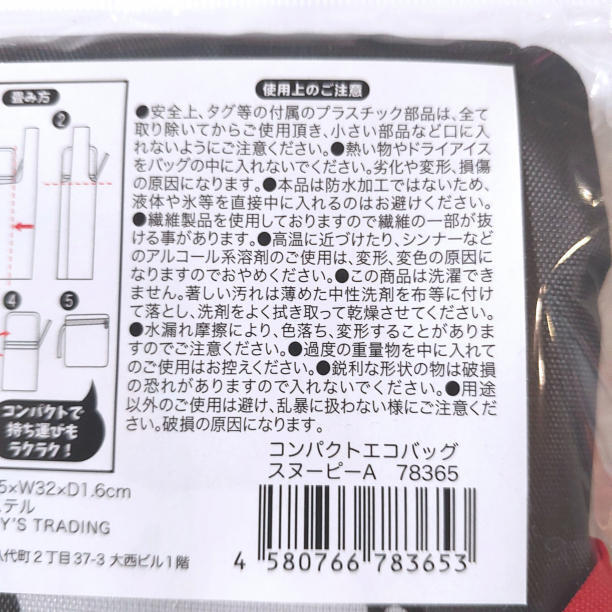 畳み方
②
④
⑤
コンパクトで
持ち運びも
ラクラク!
使用上のご注意
●安全上、タグ等の付属のプラスチック部品は、全て
取り除いてからご使用頂き、小さい部品など口に入
れないようにご注意ください。●熱い物やドライアイス
をバッグの中に入れないでください。劣化や変形、損傷
の原因になります。●本品は防水加工ではないため、
液体や氷等を直接中に入れるのはお避けください。
●繊維製品を使用しておりますので繊維の一部が抜
ける事があります。●高温に近づけたり、シンナーなど
のアルコール系溶剤のご使用は、変形、変色の原因に
なりますのでおやめください。●この商品は洗濯でき
ません。著しい汚れは薄めた中性洗剤を布等に付け
て落とし、洗剤をよく拭き取って乾燥させてください。
●水漏れ摩擦により、色落ち、変形することがありま
すのでご注意ください。●過度の重量物を中に入れて
のご使用はお控えください。●鋭利な形状の物は破損
の恐れがありますので入れないでください。●用途
以外のご使用は避け、乱暴に扱わない様にご注意くだ
さい。破損の原因になります。
コンパクトエコバッグ
スヌーピーA 78365
5×W32×D1.6cm
ステル
Y'S TRADING
八代町2丁目37-3 大西ビル1階
4 580766 783653